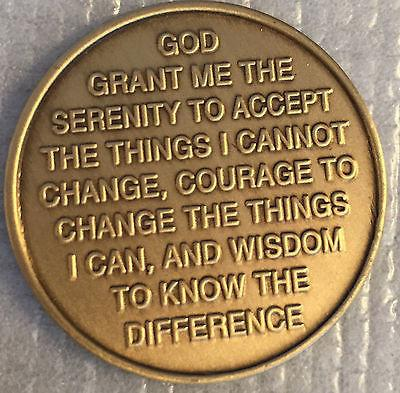 GOD
GRANT ME THE
SERENITY TO ACCEPT
THE THINGS I CANNOT
CHANGE, COURAGE TO
CHANGE THE THINGS
I CAN, AND WISDOM
TO KNOW THE
DIFFERENCE